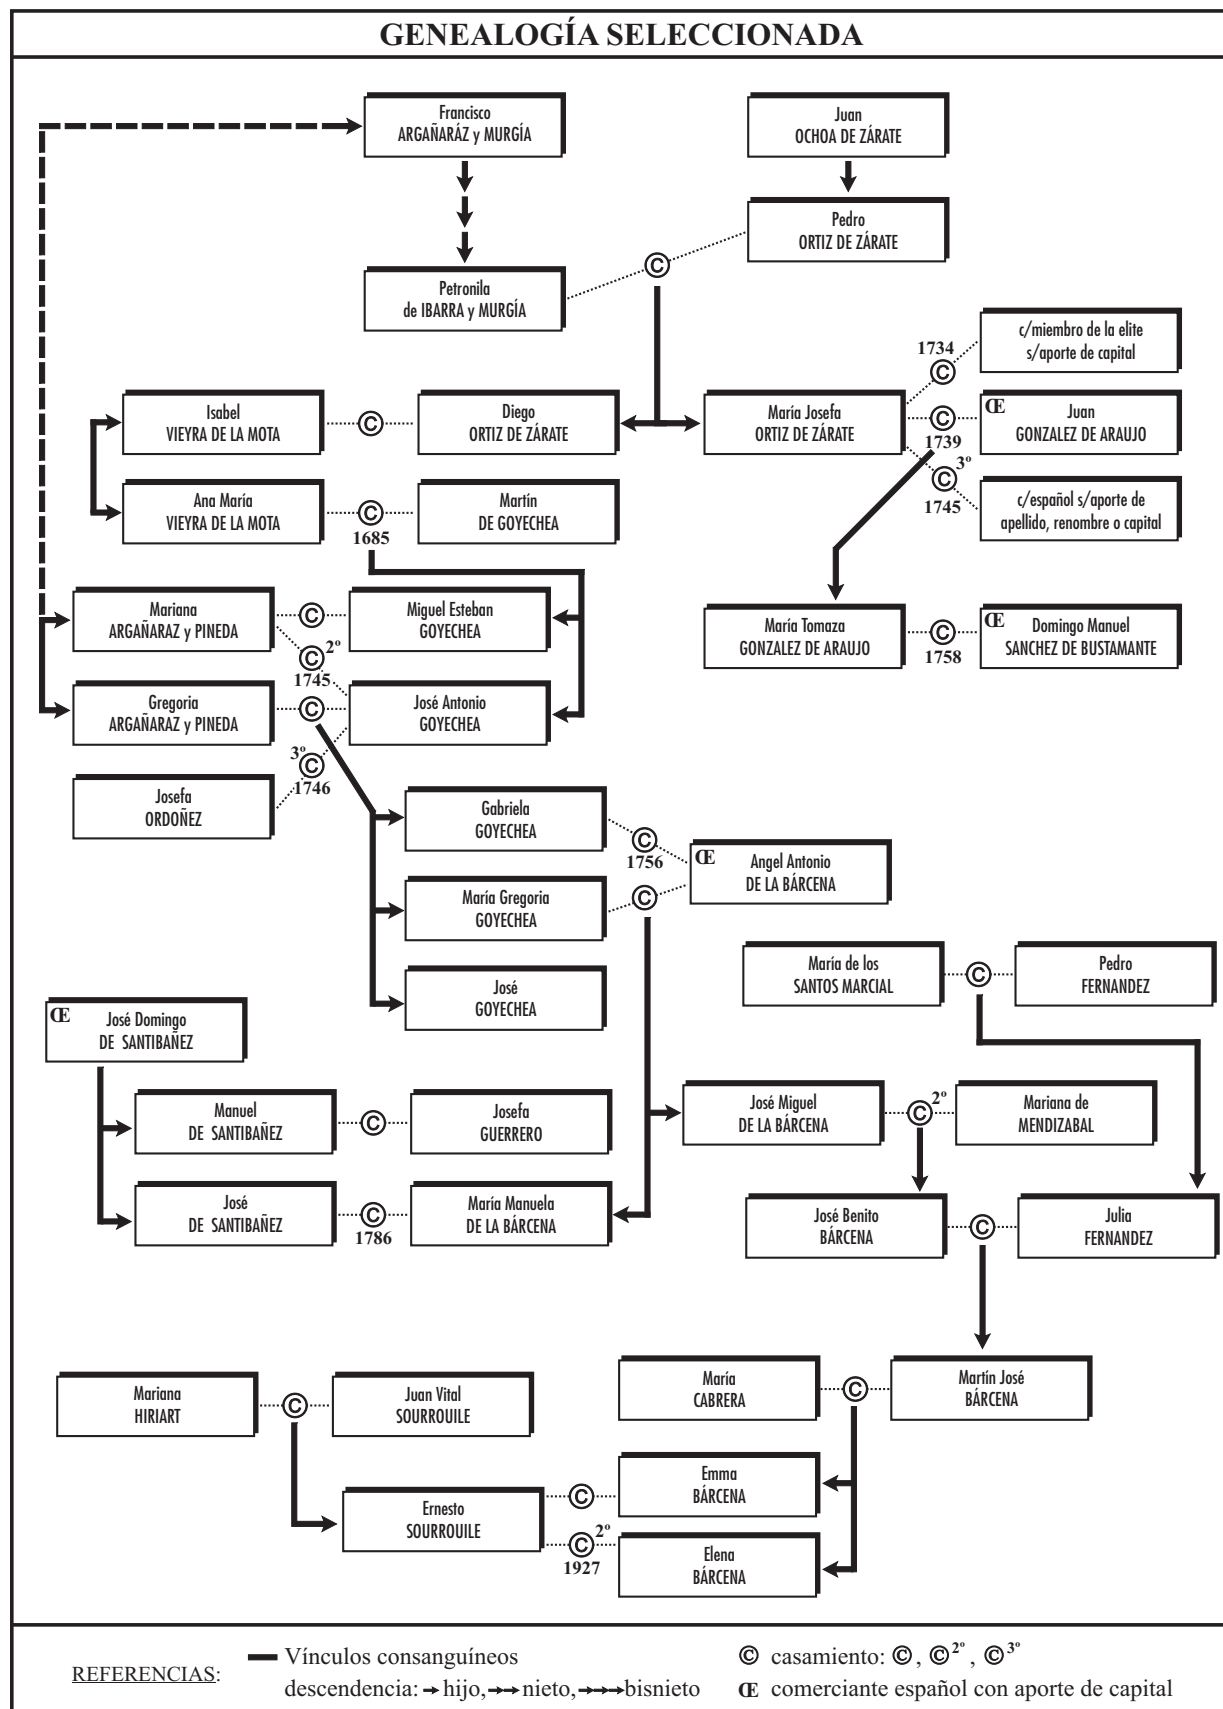 GENEALOGÍA SELECCIONADA
Francisco
ARGAÑARÁZ y MURGÍA
Juan
OCHOA DE ZÁRATE
Pedro
ORTIZ DE ZÁRATE
©
Petronila
de IBARRA y MURGÍA
1734
©
c/miembro de la elite
s/aporte de capital
Isabel
VIEYRA DE LA MOTA
©
Diego
ORTIZ DE ZÁRATE
María Josefa
ORTIZ DE ZÁRATE
©
1739
Œ
Juan
GONZALEZ DE ARAUJO
Ana María
VIEYRA DE LA MOTA
©
1685
Martín
DE GOYECHEA
© 3º
1745
c/español s/aporte de
apellido, renombre o capital
Mariana
ARGAÑARAZ y PINEDA
©
Miguel Esteban
GOYECHEA
María Tomaza
GONZALEZ DE ARAUJO
©
1758
Œ
Domingo Manuel
SANCHEZ DE BUSTAMANTE
© 2º
1745
Gregoria
ARGAÑARAZ y PINEDA
©
José Antonio
GOYECHEA
3º ©
1746
Josefa
ORDOÑEZ
Gabriela
GOYECHEA
©
1756
Œ
Angel Antonio
DE LA BÁRCENA
María Gregoria
GOYECHEA
©
María de los
SANTOS MARCIAL
©
Pedro
FERNANDEZ
José
GOYECHEA
Œ
José Domingo
DE SANTIBAÑEZ
Manuel
DE SANTIBAÑEZ
©
Josefa
GUERRERO
José Miguel
DE LA BÁRCENA
© 2º
Mariana de
MENDIZABAL
José
DE SANTIBAÑEZ
©
1786
María Manuela
DE LA BÁRCENA
José Benito
BÁRCENA
©
Julia
FERNANDEZ
Mariana
HIRIART
©
Juan Vital
SOURROUILE
María
CABRERA
©
Martín José
BÁRCENA
Ernesto
SOURROUILE
©
Emma
BÁRCENA
© 2º
1927
Elena
BÁRCENA
REFERENCIAS:
Vínculos consanguíneos
descendencia: hijo, nieto, bisnieto
© casamiento: ©, © 2º, © 3º
Œ comerciante español con aporte de capital